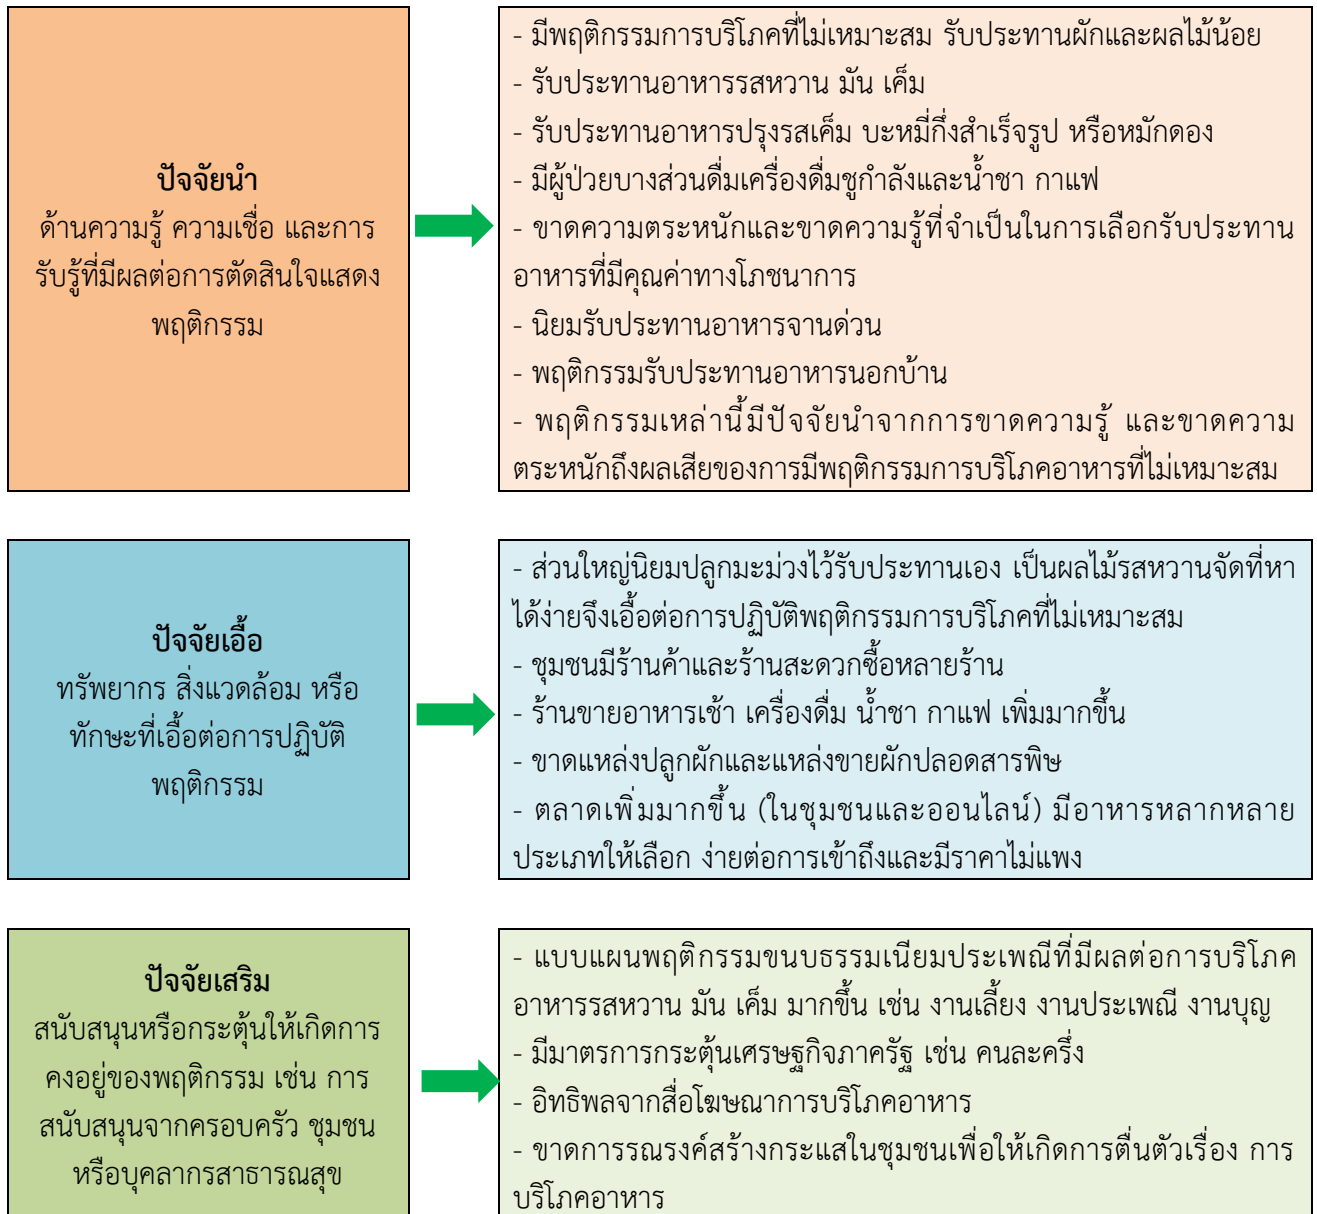 ปัจจัยนำ
ด้านความรู้ ความเชื่อ และการ
รับรู้ที่มีผลต่อการตัดสินใจแสดง
พฤติกรรม
- มีพฤติกรรมการบริโภคที่ไม่เหมาะสม รับประทานผักและผลไม้น้อย
- รับประทานอาหารรสหวาน มัน เค็ม
- รับประทานอาหารปรุงรสเค็ม บะหมี่กึ่งสำเร็จรูป หรือหมักดอง
- มีผู้ป่วยบางส่วนดื่มเครื่องดื่มชูกำลังและน้ำชา กาแฟ
- ขาดความตระหนักและขาดความรู้ที่จำเป็นในการเลือกรับประทาน
อาหารที่มีคุณค่าทางโภชนาการ
- นิยมรับประทานอาหารจานด่วน
- พฤติกรรมรับประทานอาหารนอกบ้าน
- พฤติกรรมเหล่านี้มีปัจจัยนำจากการขาดความรู้ และขาดความ
ตระหนักถึงผลเสียของการมีพฤติกรรมการบริโภคอาหารที่ไม่เหมาะสม
ปัจจัยเอื้อ
ทรัพยากร สิ่งแวดล้อม หรือ
ทักษะที่เอื้อต่อการปฏิบัติ
พฤติกรรม
- ส่วนใหญ่นิยมปลูกมะม่วงไว้รับประทานเอง เป็นผลไม้รสหวานจัดที่หา
ได้ง่ายจึงเอื้อต่อการปฏิบัติพฤติกรรมการบริโภคที่ไม่เหมาะสม
- ชุมชนมีร้านค้าและร้านสะดวกซื้อหลายร้าน
- ร้านขายอาหารเช้า เครื่องดื่ม น้ำชา กาแฟ เพิ่มมากขึ้น
- ขาดแหล่งปลูกผักและแหล่งขายผักปลอดสารพิษ
- ตลาดเพิ่มมากขึ้น (ในชุมชนและออนไลน์) มีอาหารหลากหลาย
ประเภทให้เลือก ง่ายต่อการเข้าถึงและมีราคาไม่แพง
ปัจจัยเสริม
สนับสนุนหรือกระตุ้นให้เกิดการ
คงอยู่ของพฤติกรรม เช่น การ
สนับสนุนจากครอบครัว ชุมชน
หรือบุคลากรสาธารณสุข
- แบบแผนพฤติกรรมขนบธรรมเนียมประเพณีที่มีผลต่อการบริโภค
อาหารรสหวาน มัน เค็ม มากขึ้น เช่น งานเลี้ยง งานประเพณี งานบุญ
- มีมาตรการกระตุ้นเศรษฐกิจภาครัฐ เช่น คนละครึ่ง
- อิทธิพลจากสื่อโฆษณาการบริโภคอาหาร
- ขาดการรณรงค์สร้างกระแสในชุมชนเพื่อให้เกิดการตื่นตัวเรื่อง การ
บริโภคอาหาร